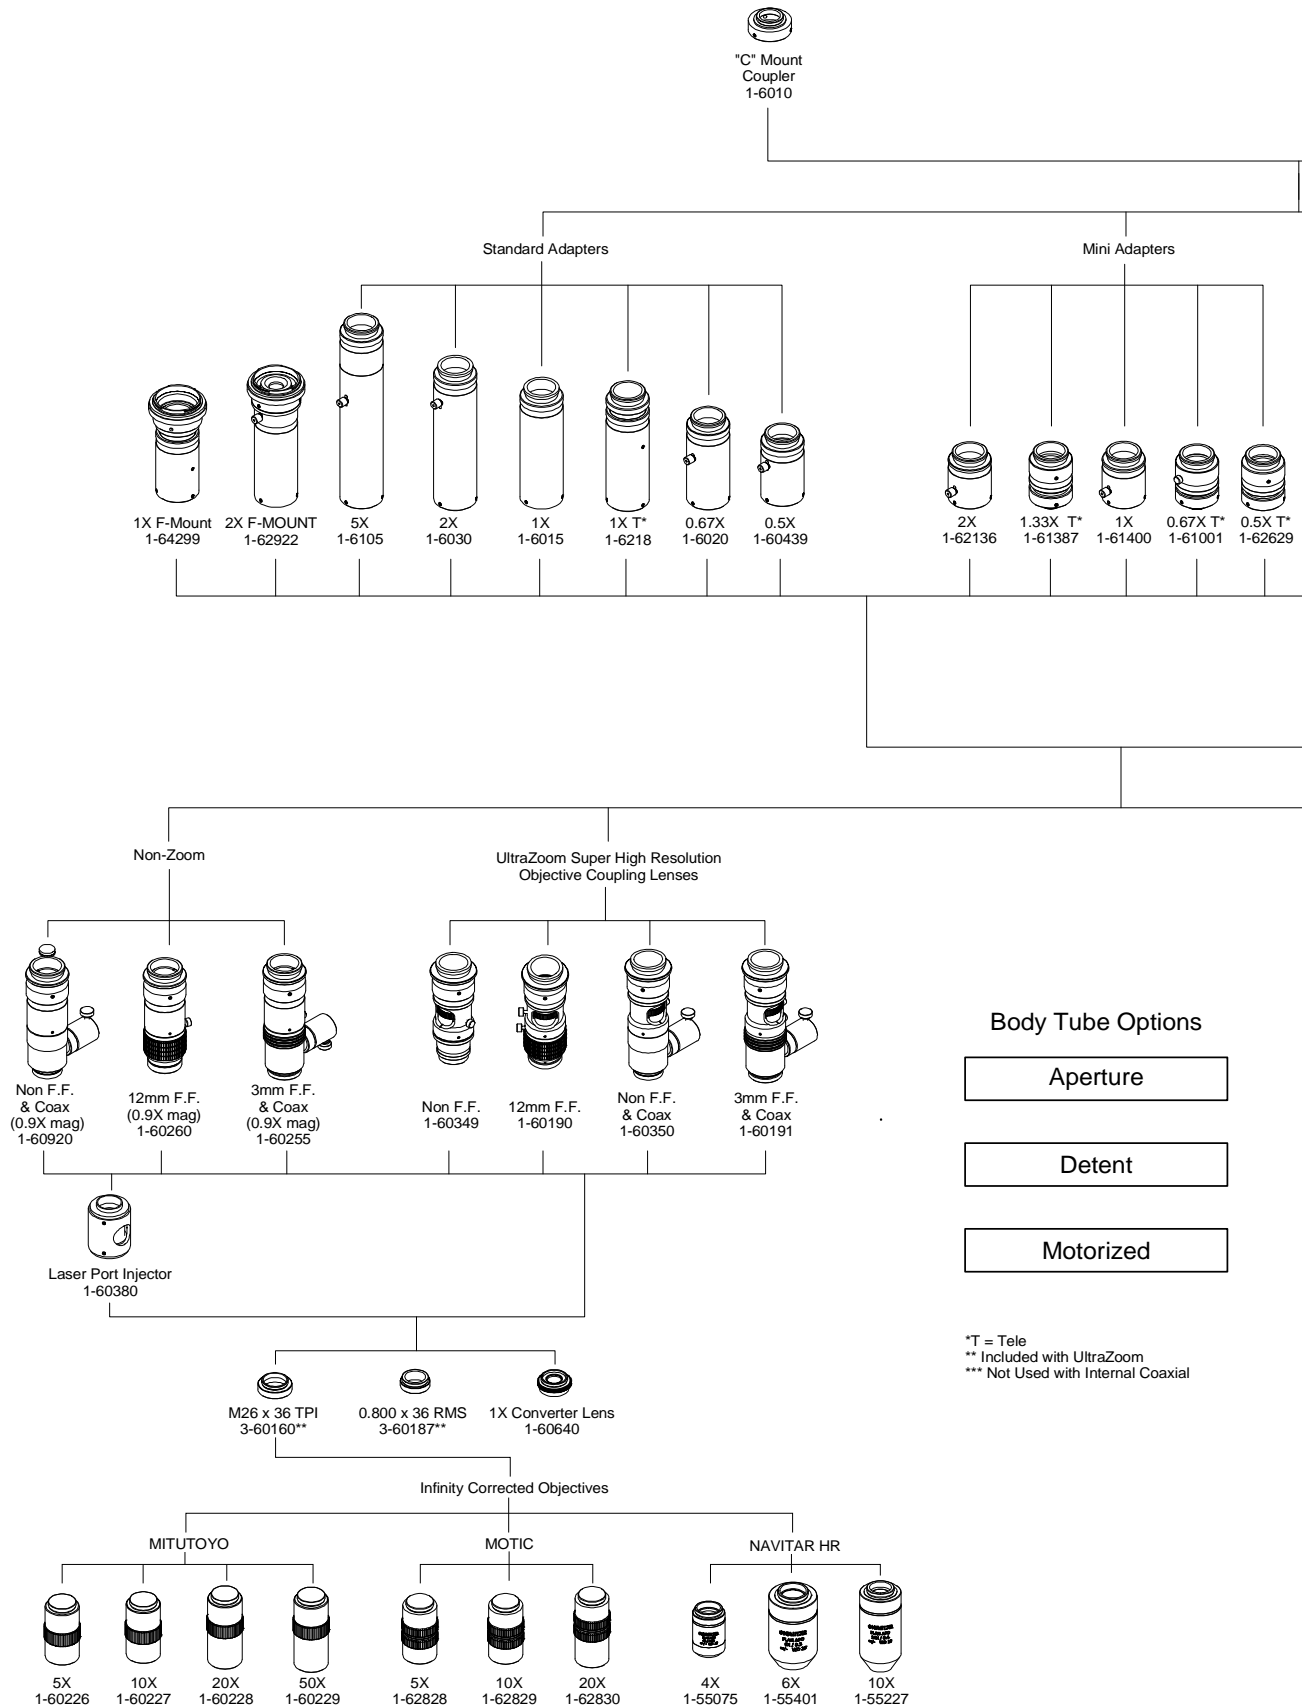 "C" Mount
Coupler
1-6010
Standard Adapters
Mini Adapters
1X F-Mount
1-64299
2X F-MOUNT
1-62922
5X
1-6105
2X
1-6030
1X
1-6015
1X T*
1-6218
0.67X
1-6020
0.5X
1-60439
2X
1-62136
1.33X T*
1-61387
1X
1-61400
0.67X T*
1-61001
0.5X T*
1-62629
Non-Zoom
UltraZoom Super High Resolution
Objective Coupling Lenses
Non F.F.
& Coax
(0.9X mag)
1-60920
12mm F.F.
(0.9X mag)
1-60260
3mm F.F.
& Coax
(0.9X mag)
1-60255
Non F.F.
1-60349
12mm F.F.
1-60190
Non F.F.
& Coax
1-60350
3mm F.F.
& Coax
1-60191
Body Tube Options
Aperture
Detent
Motorized
*T = Tele
** Included with UltraZoom
*** Not Used with Internal Coaxial
Laser Port Injector
1-60380
M26 x 36 TPI
3-60160**
0.800 x 36 RMS
3-60187**
1X Converter Lens
1-60640
Infinity Corrected Objectives
MITUTOYO
MOTIC
NAVITAR HR
5X
1-60226
10X
1-60227
20X
1-60228
50X
1-60229
5X
1-62828
10X
1-62829
20X
1-62830
4X
1-55075
6X
1-55401
10X
1-55227